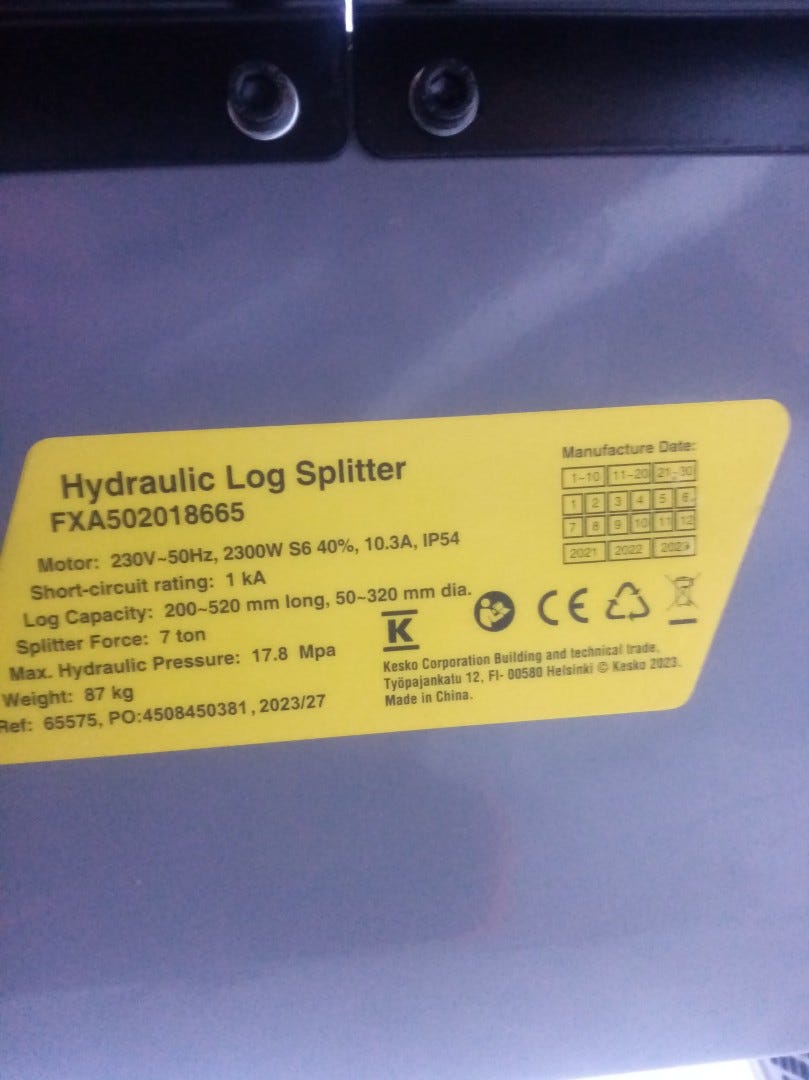 Hydraulic Log Splitter
FXA502018665
Motor: 230V~50Hz, 2300W S6 40%, 10.3A, IP54
Short-circuit rating: 1 kA
Log Capacity: 200~520 mm long, 50~320 mm dia.
Splitter Force: 7 ton
Max. Hydraulic Pressure: 17.8 Mpa
Weight: 87 kg
Ref: 65575, PO:4508450381, 2023/27
Manufacture Date:
1-10 11-20 21-30
1 2 3 4 5 6
7 8 9 10 11 12
2021 2022 2023
K
CE
Kesko Corporation Building and technical trade,
Työpajankatu 12, FI- 00580 Helsinki © Kesko 2023.
Made in China.